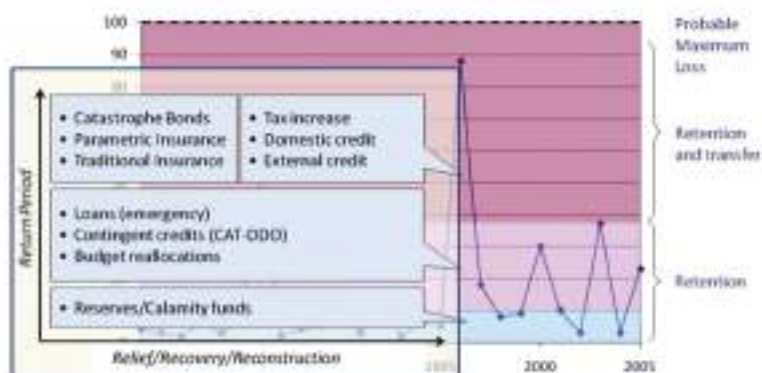 100
90
Probable
Maximum
Loss
Retention
and transfer
Retention
• Catastrophe Bonds
• Parametric Insurance
• Traditional Insurance
• Tax increase
• Domestic credit
• External credit
• Loans (emergency)
• Contingent credits (CAT-DDO)
• Budget reallocations
• Reserves/Calamity funds
Return Period
Relief/Recovery/Reconstruction
2000
2005